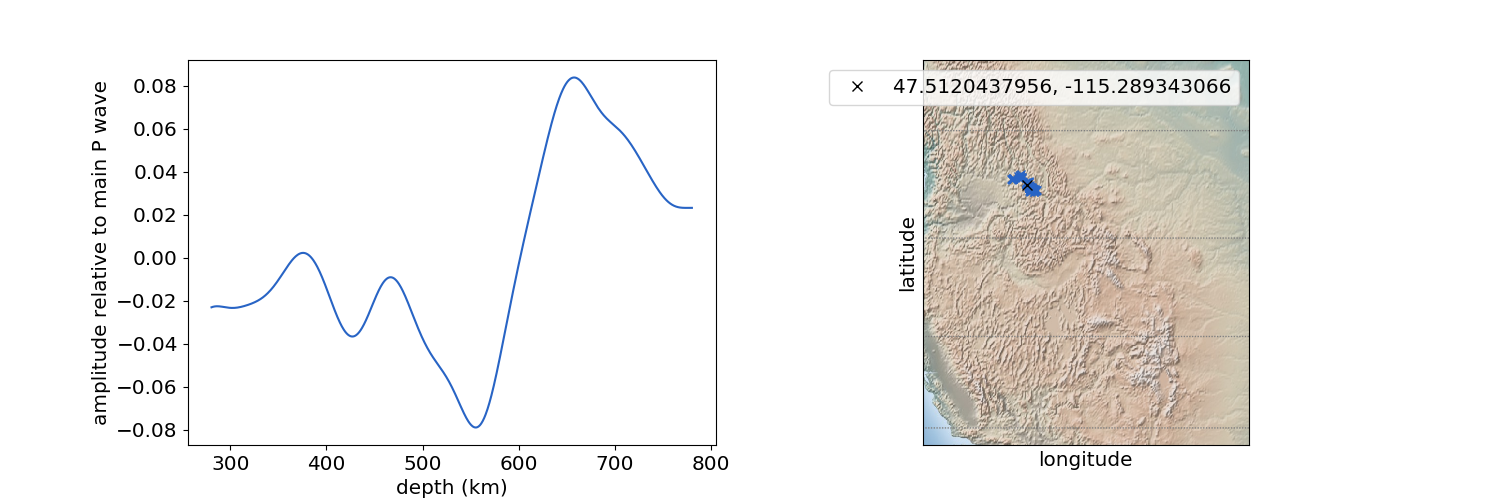 amplitude relative to main P wave
0.08
0.06
0.04
0.02
0.00
−0.02
−0.04
−0.06
−0.08
300 400 500 600 700 800
depth (km)
47.5120437956, -115.289343066
latitude
longitude